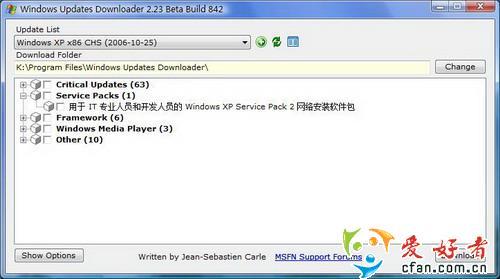 Windows Updates Downloader 2.23 Beta Build 842
Update List
Windows XP x86 CHS (2006-10-25)
Download Folder
K:\Program Files\Windows Updates Downloader\
Change
Critical Updates (63)
Service Packs (1)
用于 IT 专业人员和开发人员的 Windows XP Service Pack 2 网络安装软件包
Framework (6)
Windows Media Player (3)
Other (10)
爱好者
cfan.com.cn
Show Options
Written by Jean-Sebastien Carle
MSFN Support Forums